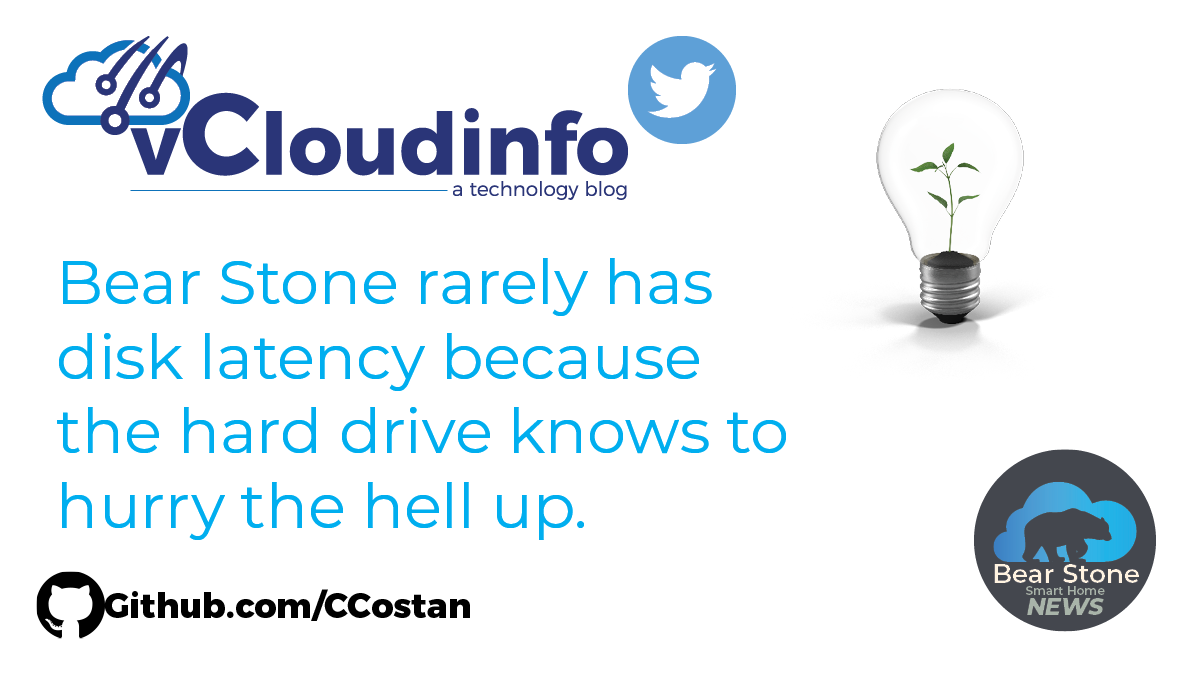 vCloudinfo
a technology blog
Bear Stone rarely has
disk latency because
the hard drive knows to
hurry the hell up.
Github.com/CCostan
Bear Stone
Smart Home
NEWS